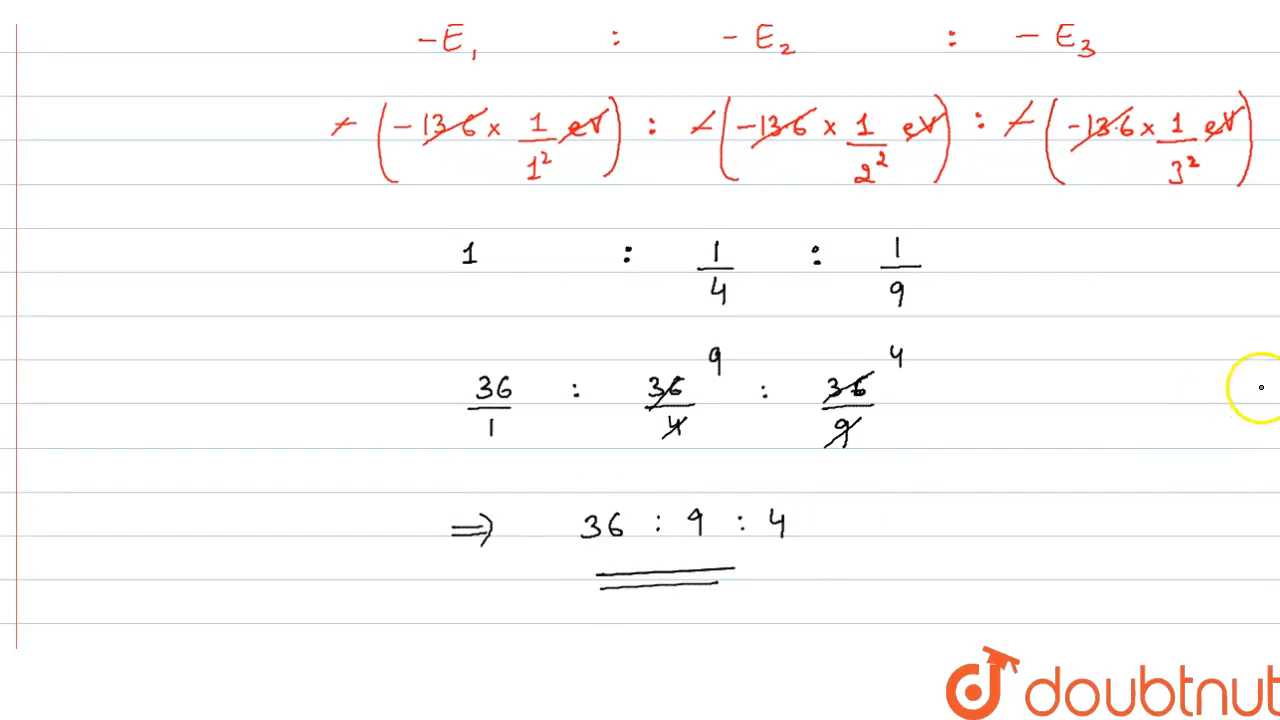 -E₁ : - E₂ : - E₃
- (-13.6 × 1/1² eV) : - (-13.6 × 1/2² eV) : - (-13.6 × 1/3² eV)
1 : 1/4 : 1/9
9 4
36/1 : 36/4 : 36/9
⇒ 36 : 9 : 4
doubtnut